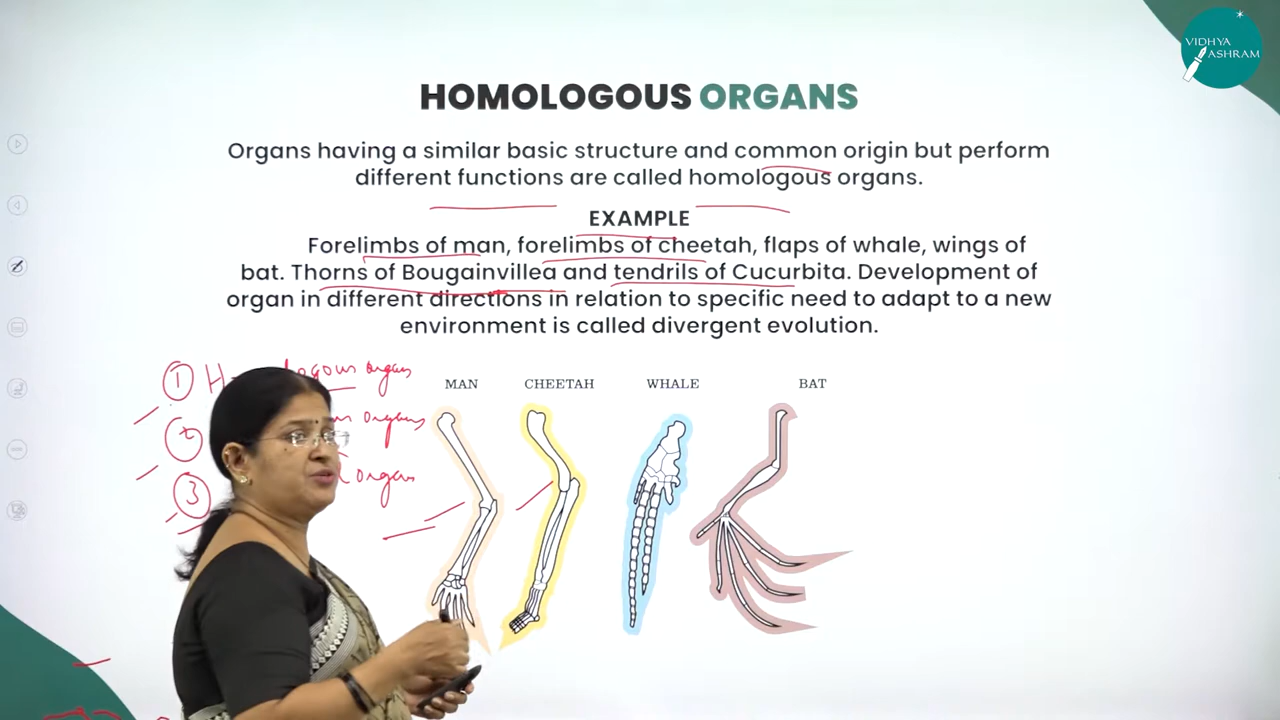 VIDHYA
ASHRAM
HOMOLOGOUS ORGANS
Organs having a similar basic structure and common origin but perform
different functions are called homologous organs.
EXAMPLE
Forelimbs of man, forelimbs of cheetah, flaps of whale, wings of
bat. Thorns of Bougainvillea and tendrils of Cucurbita. Development of
organ in different directions in relation to specific need to adapt to a new
environment is called divergent evolution.
① organs
② organs
③ organs
MAN CHEETAH WHALE BAT